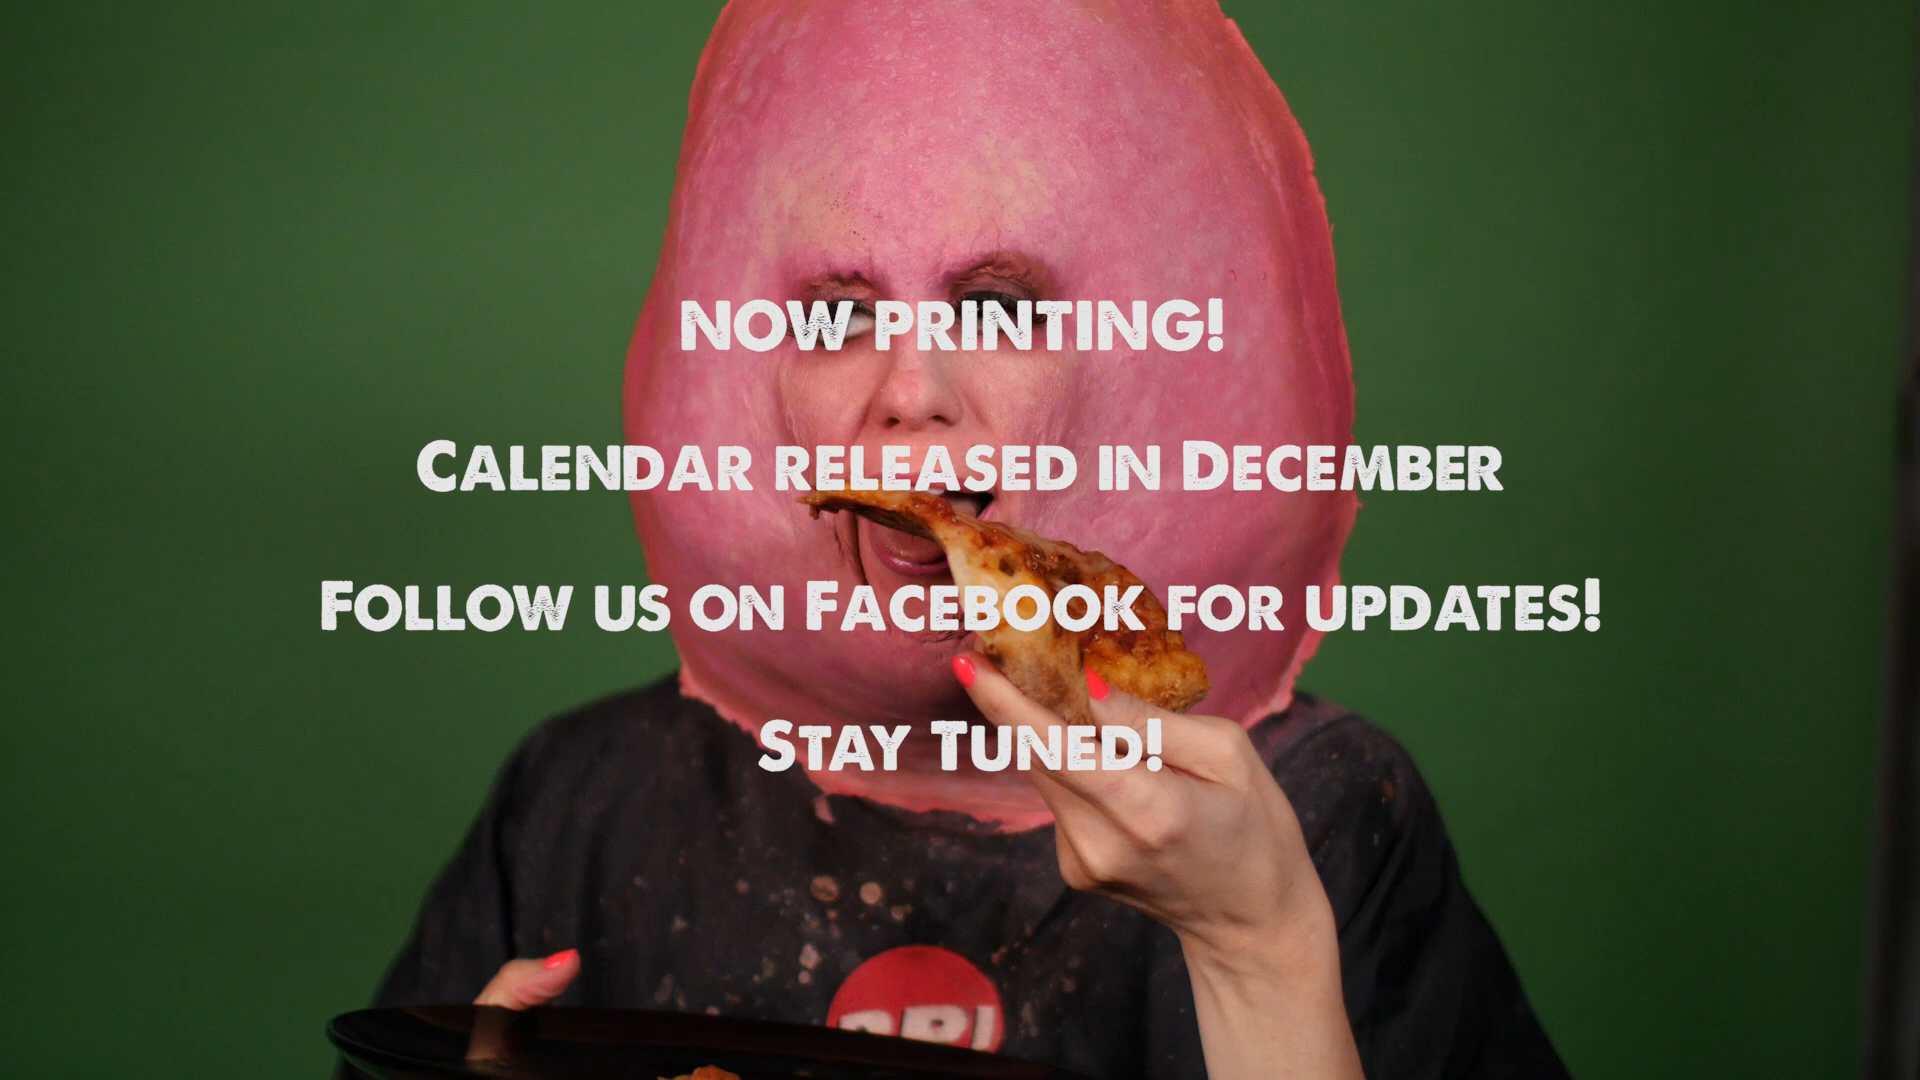 NOW PRINTING!
Calendar released in December
Follow us on Facebook for updates!
Stay Tuned!